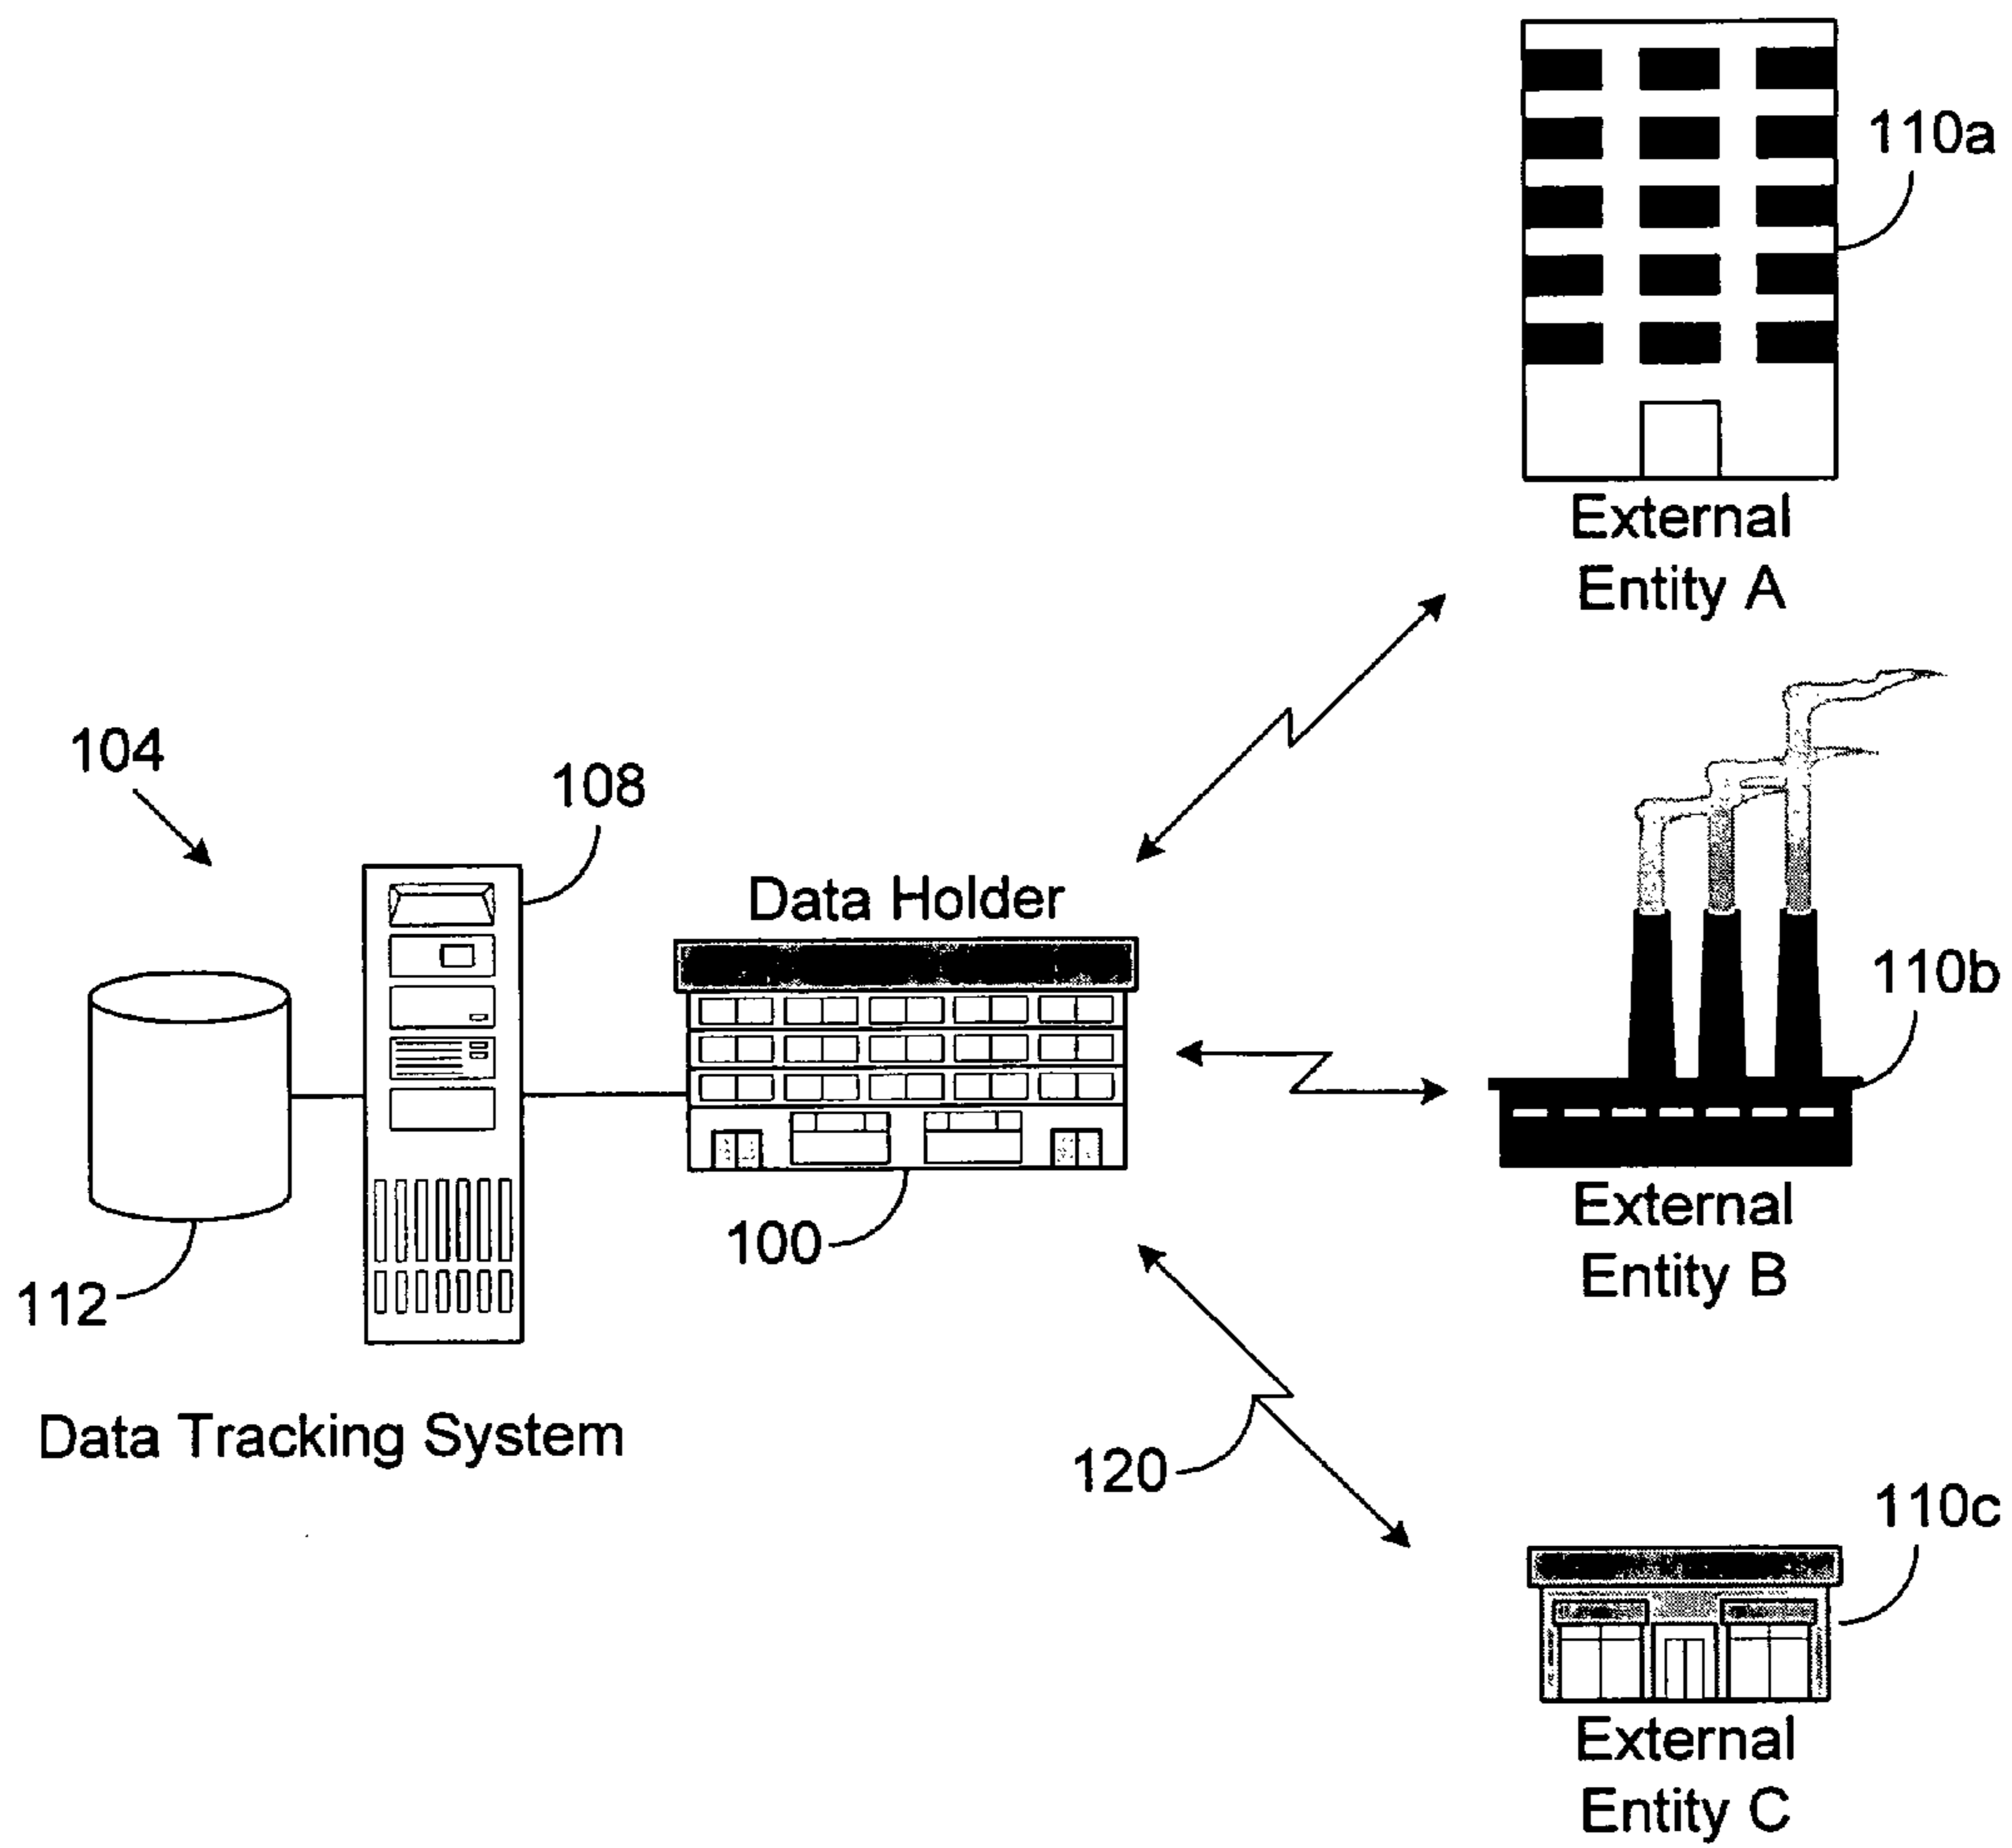 110a
External
Entity A
104
108
Data Holder
110b
100
External
Entity B
112
Data Tracking System
120
110c
External
Entity C